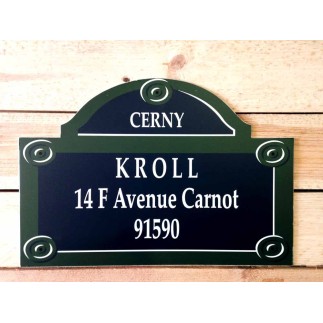 CERNY
KROLL
14 F Avenue Carnot
91590